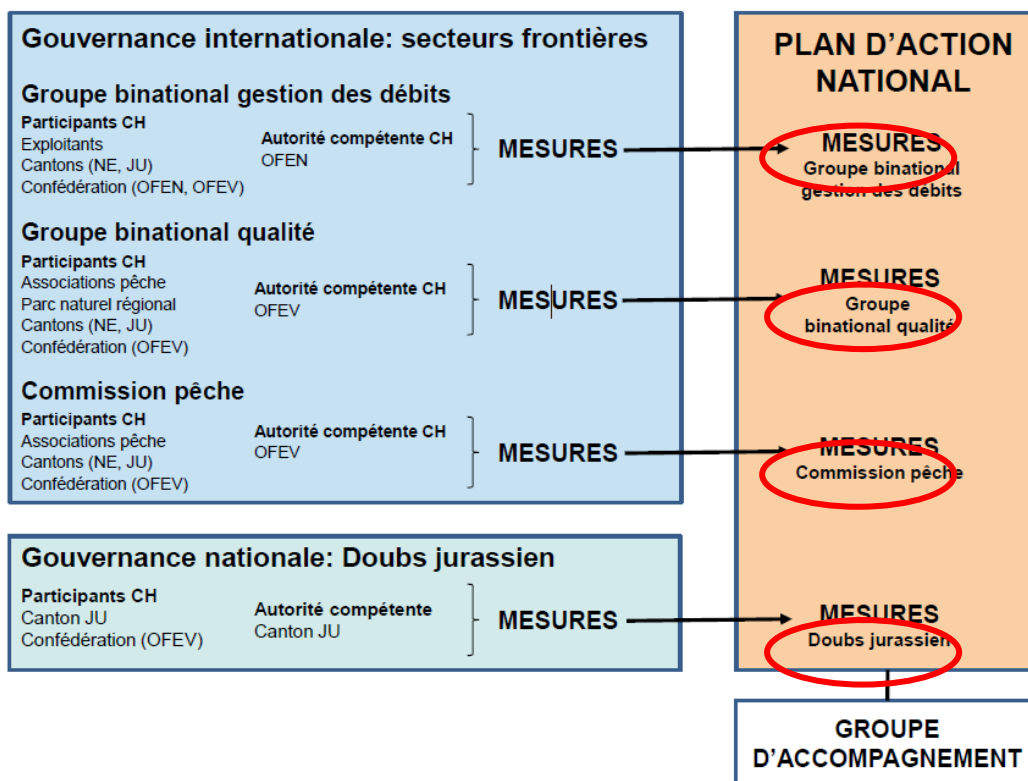 Gouvernance internationale: secteurs frontières
Groupe binational gestion des débits
Participants CH
Exploitants
Cantons (NE, JU)
Confédération (OFEN, OFEV)
Autorité compétente CH
OFEN
MESURES
Groupe binational qualité
Participants CH
Associations pêche
Parc naturel régional
Cantons (NE, JU)
Confédération (OFEV)
Autorité compétente CH
OFEV
MESURES
Commission pêche
Participants CH
Associations pêche
Cantons (NE, JU)
Confédération (OFEV)
Autorité compétente CH
OFEV
MESURES
Gouvernance nationale: Doubs jurassien
Participants CH
Canton JU
Confédération (OFEV)
Autorité compétente
Canton JU
MESURES
PLAN D'ACTION
NATIONAL
MESURES
Groupe binational
gestion des débits
MESURES
Groupe
binational qualité
MESURES
Commission pêche
MESURES
Doubs jurassien
GROUPE
D'ACCOMPAGNEMENT